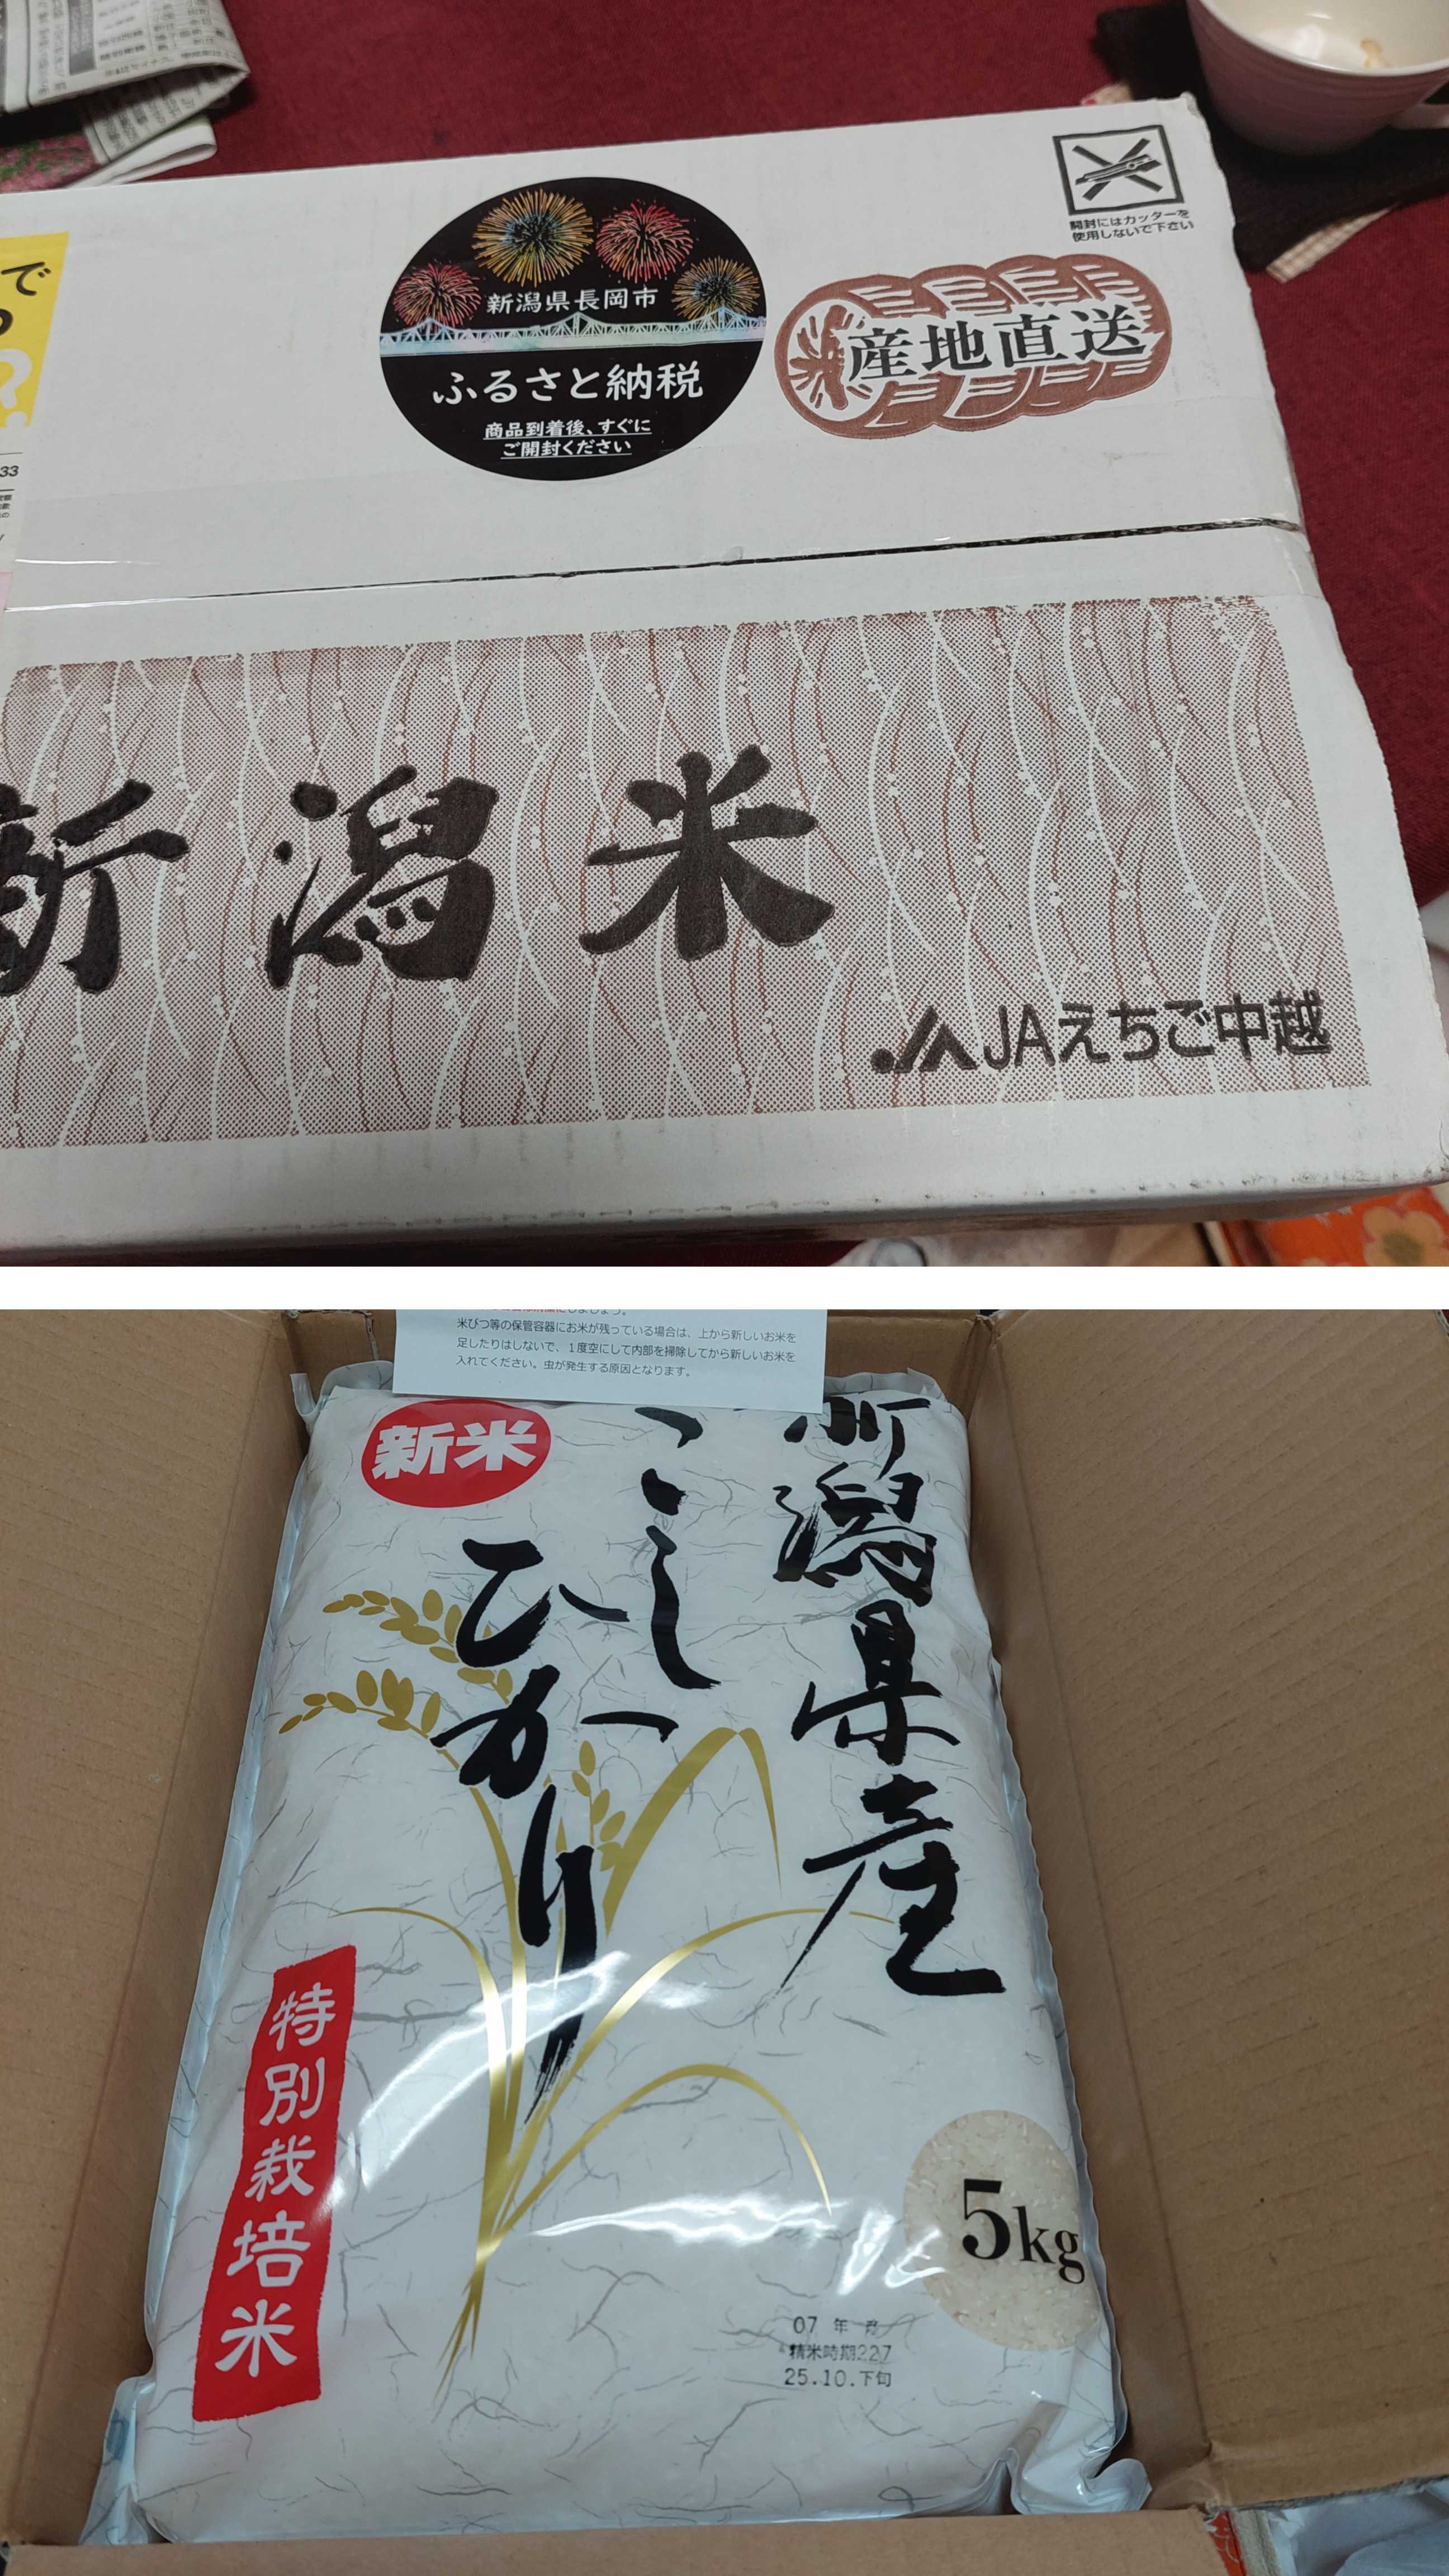 開封にはカッターを
使用しないで下さい
新潟県長岡市
ふるさと納税
商品到着後、すぐに
ご開封ください
産地直送
で
33
新潟米
JAえちご中越
米びつ等の保管容器にお米が残っている場合は、上から新しいお米を
足したりはしないで、1度空にして内部を掃除してから新しいお米を
入れてください。虫が発生する原因となります。
新米
新潟県産
こし
ひかり
特別栽培米
5kg
07 年 産
精米時期227
25.10.下旬